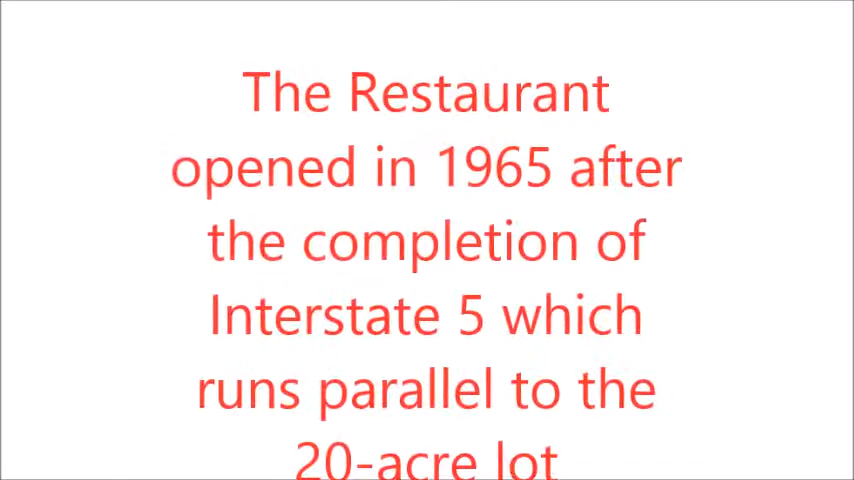 The Restaurant
opened in 1965 after
the completion of
Interstate 5 which
runs parallel to the
20-acre lot